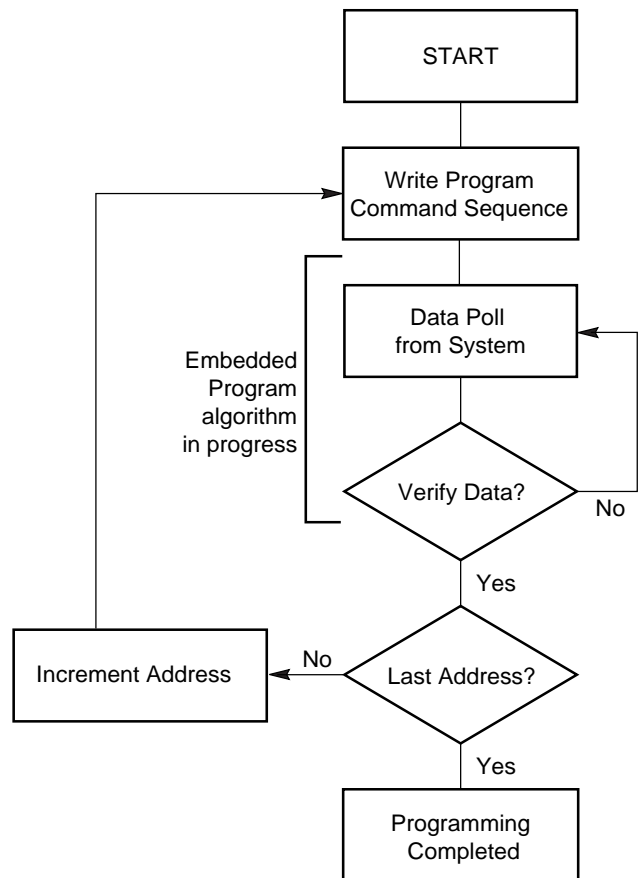 START
Write Program
Command Sequence
Data Poll
from System
Embedded
Program
algorithm
in progress
Verify Data?
No
Yes
Increment Address
No
Last Address?
Yes
Programming
Completed